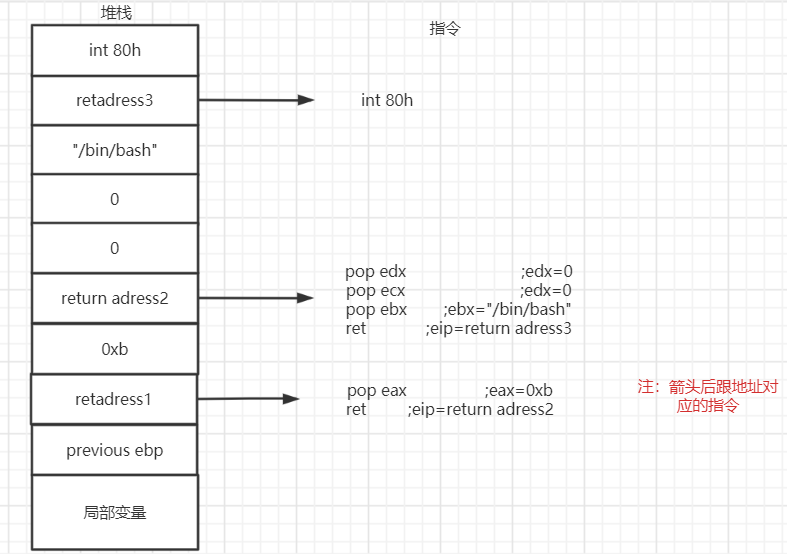 堆栈
指令
int 80h
retadress3
int 80h
"/bin/bash"
0
0
pop edx ;edx=0
pop ecx ;edx=0
pop ebx ;ebx="/bin/bash"
ret ;eip=return adress3
return adress2
0xb
retadress1
pop eax ;eax=0xb
ret ;eip=return adress2
注：箭头后跟地址对
应的指令
previous ebp
局部变量